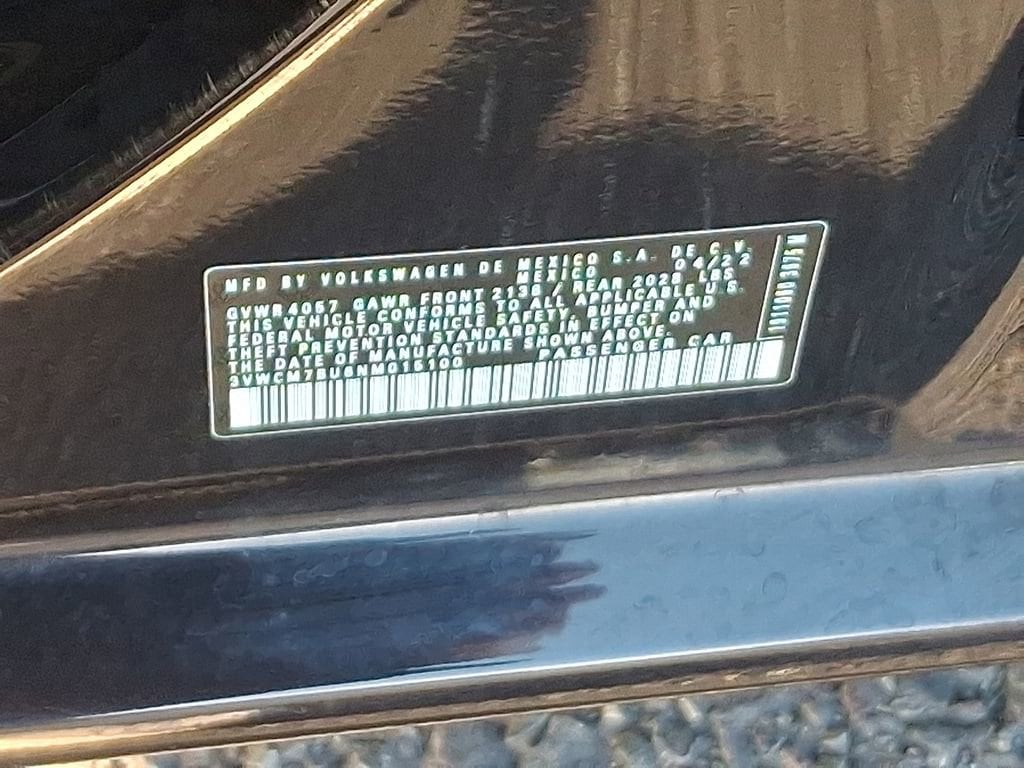 MFD BY VOLKSWAGEN DE MEXICO S.A. DE C.V.
MEXICO 04/22
GVWR 4067 GAWR FRONT 2138 / REAR 2028 LBS
THIS VEHICLE CONFORMS TO ALL APPLICABLE U.S.
FEDERAL MOTOR VEHICLE SAFETY, BUMPER AND
THEFT PREVENTION STANDARDS IN EFFECT ON
THE DATE OF MANUFACTURE SHOWN ABOVE.
PASSENGER CAR